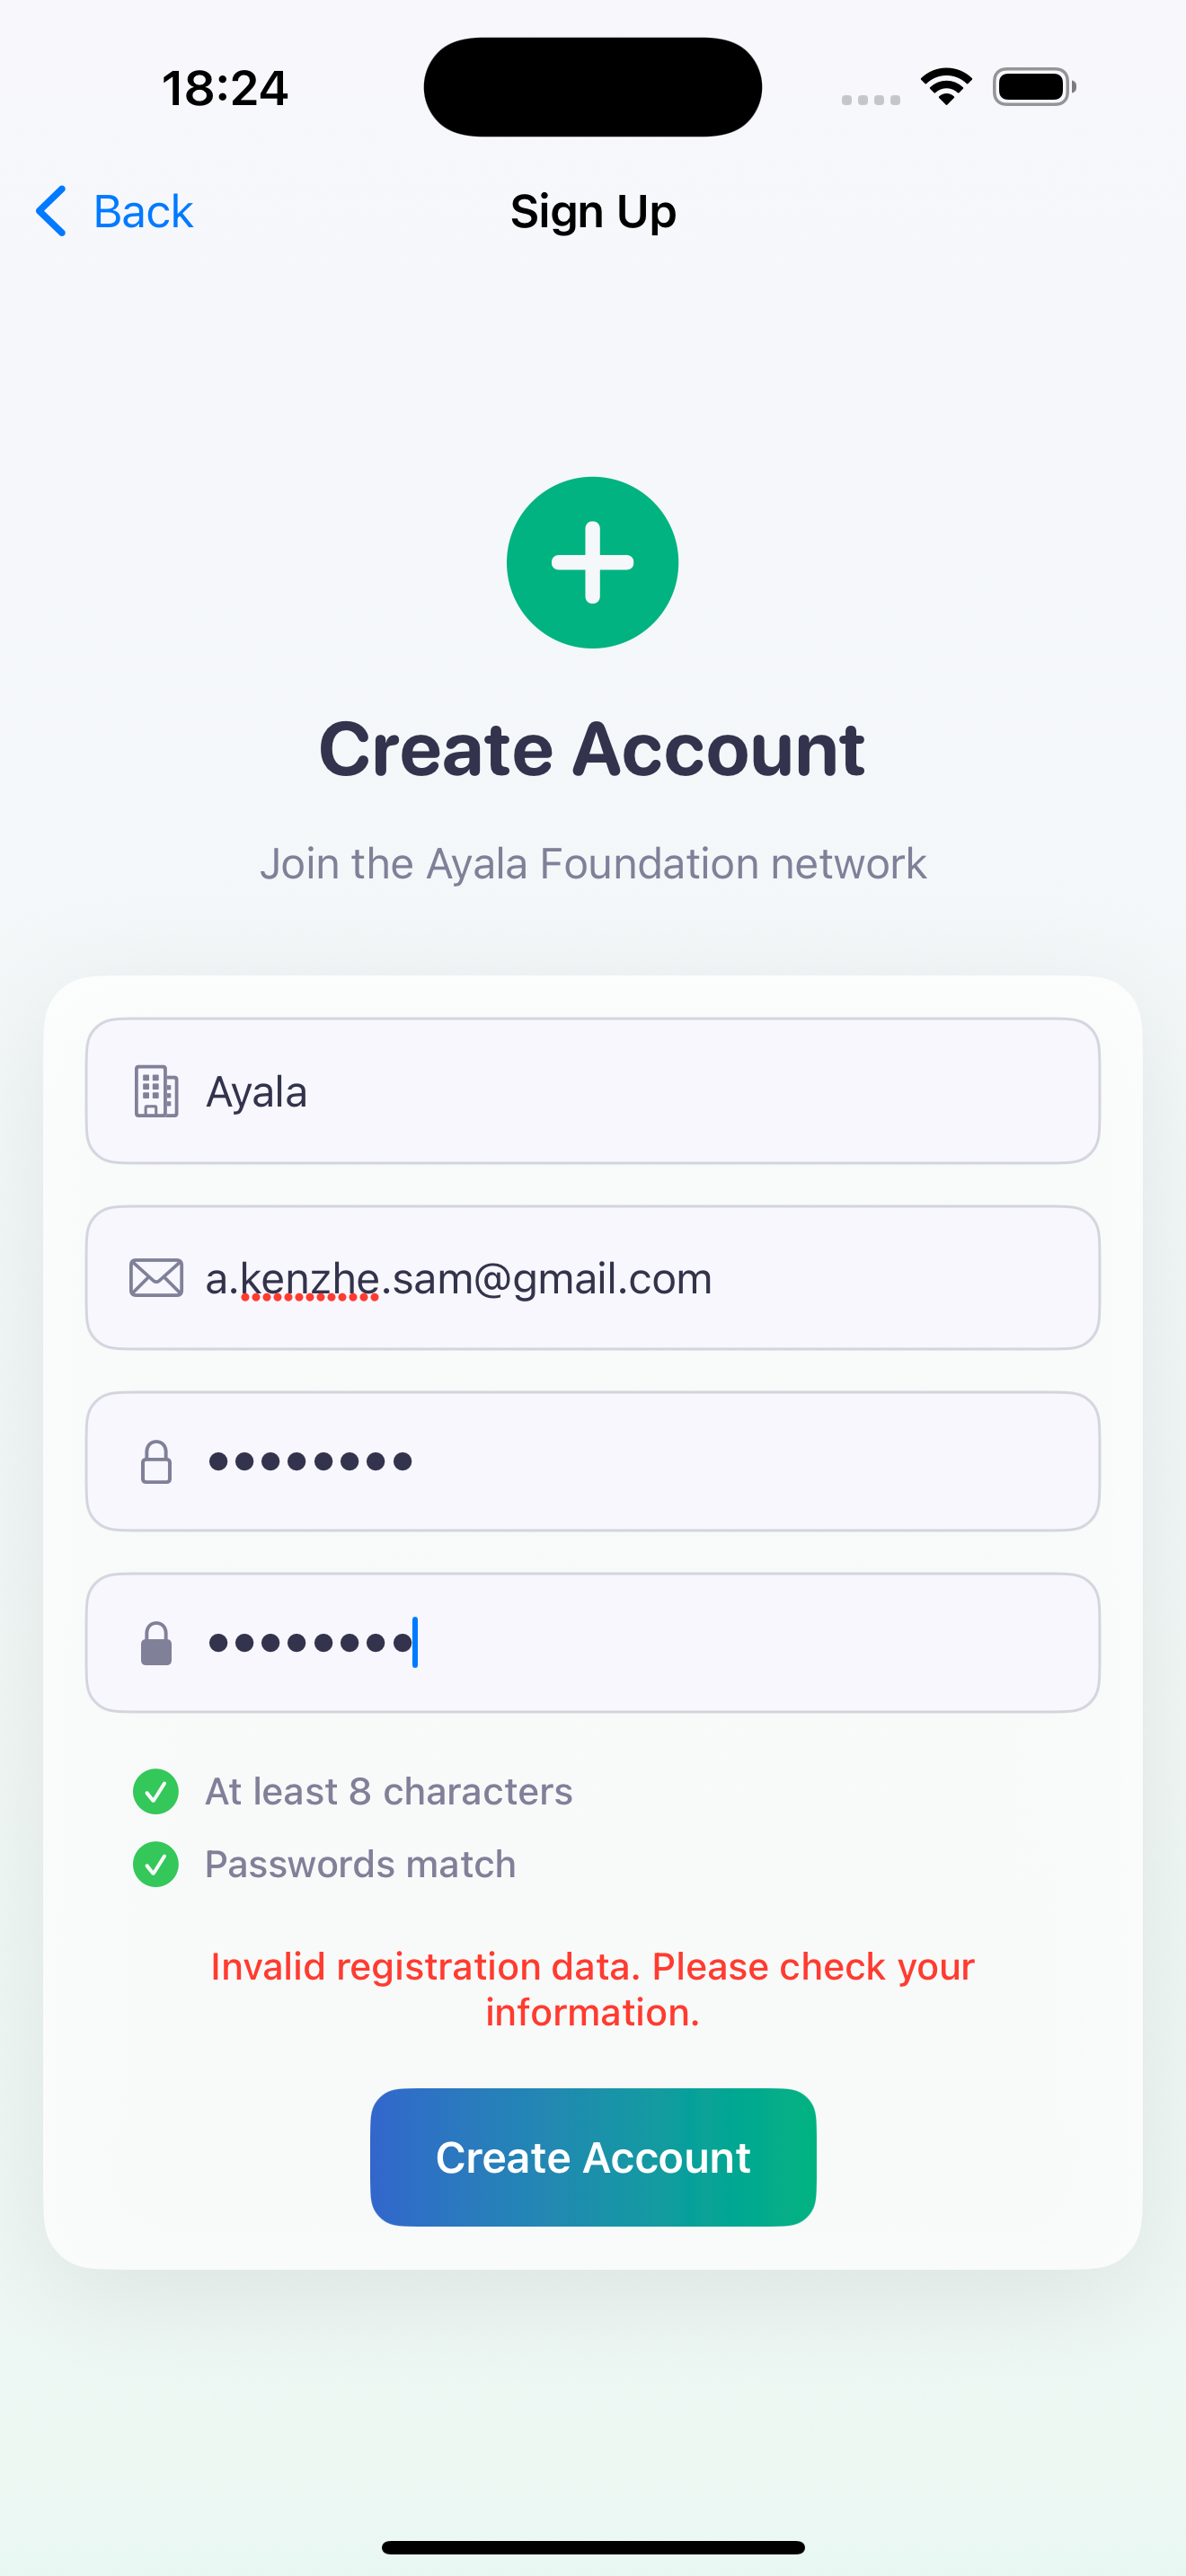 18:24
Back
Sign Up
Create Account
Join the Ayala Foundation network
Ayala
a.kenzhe.sam@gmail.com
At least 8 characters
Passwords match
Invalid registration data. Please check your
information.
Create Account